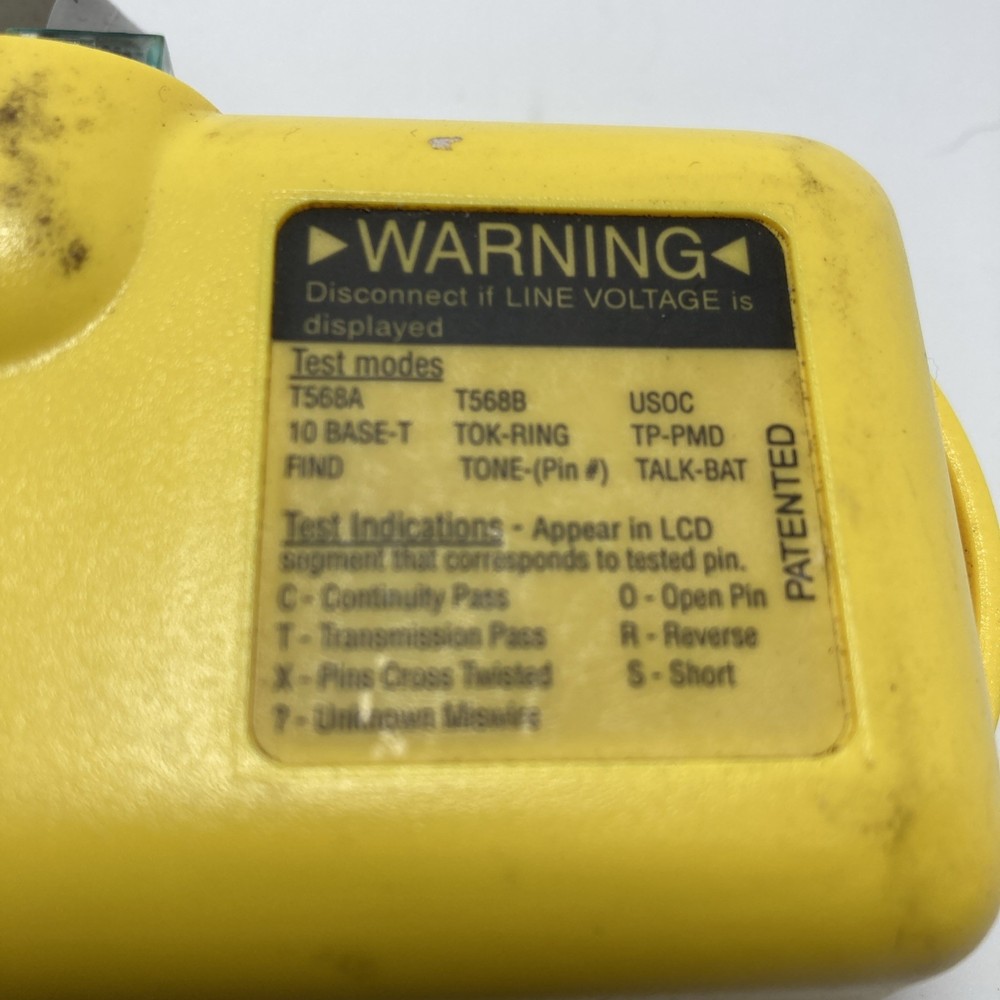 ▶WARNING◀
Disconnect if LINE VOLTAGE is
displayed
Test modes
T568A T568B USOC
10 BASE-T TOK-RING TP-PMD
FIND TONE-(Pin #) TALK-BAT
Test Indications - Appear in LCD
segment that corresponds to tested pin.
C - Continuity Pass O - Open Pin
T - Transmission Pass R - Reverse
X - Pins Cross Twisted S - Short
? - Unknown Miswire
PATENTED